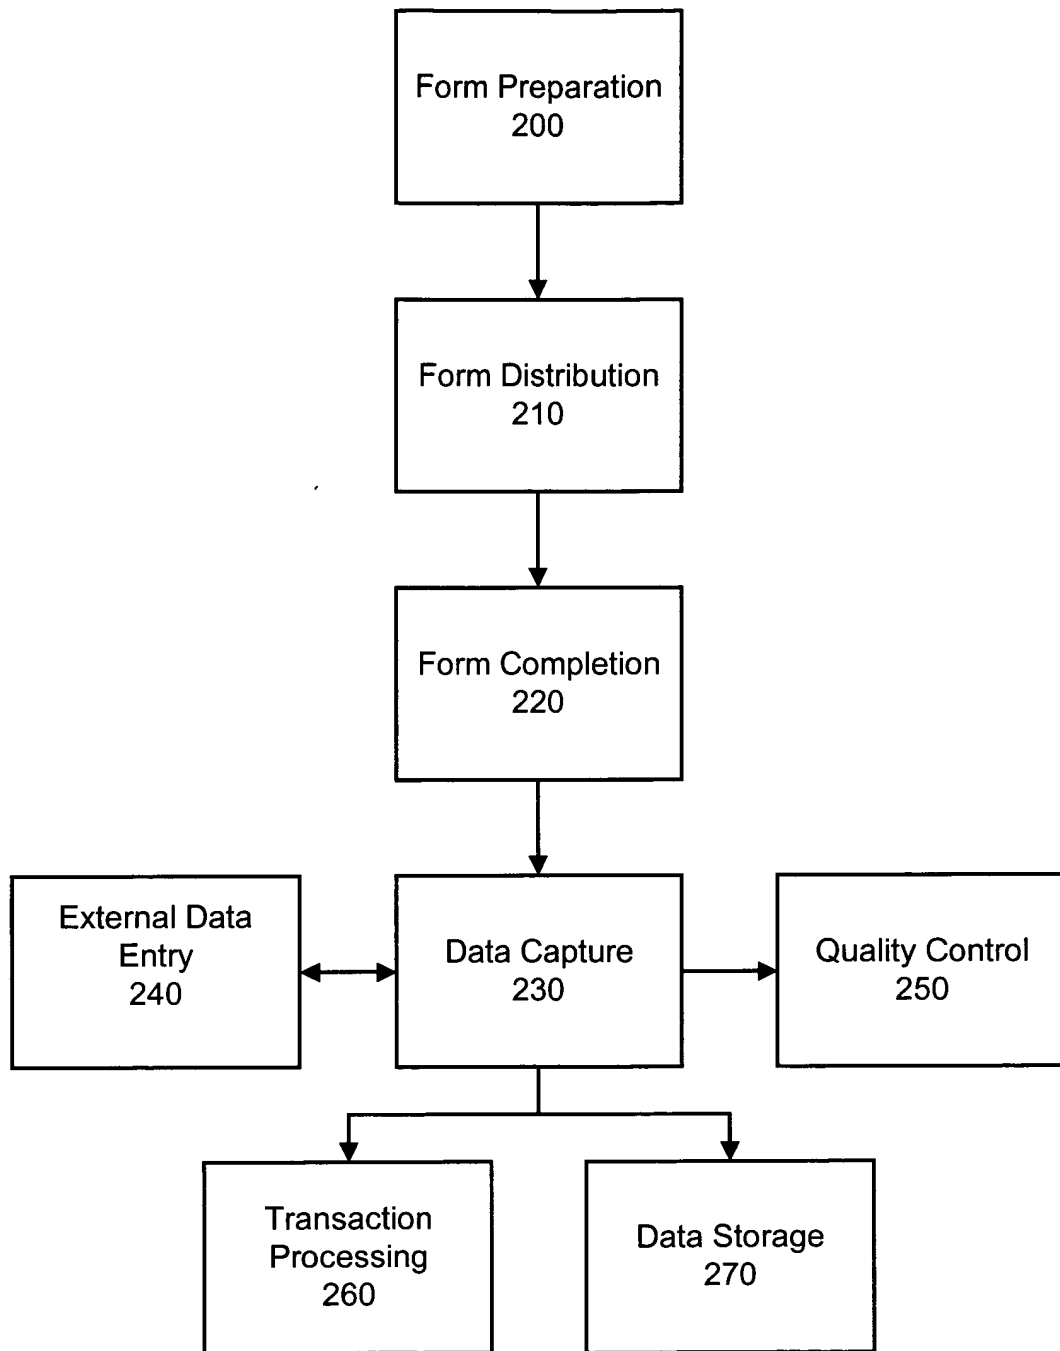 Form Preparation
200
Form Distribution
210
Form Completion
220
External Data
Entry
240
Data Capture
230
Quality Control
250
Transaction
Processing
260
Data Storage
270